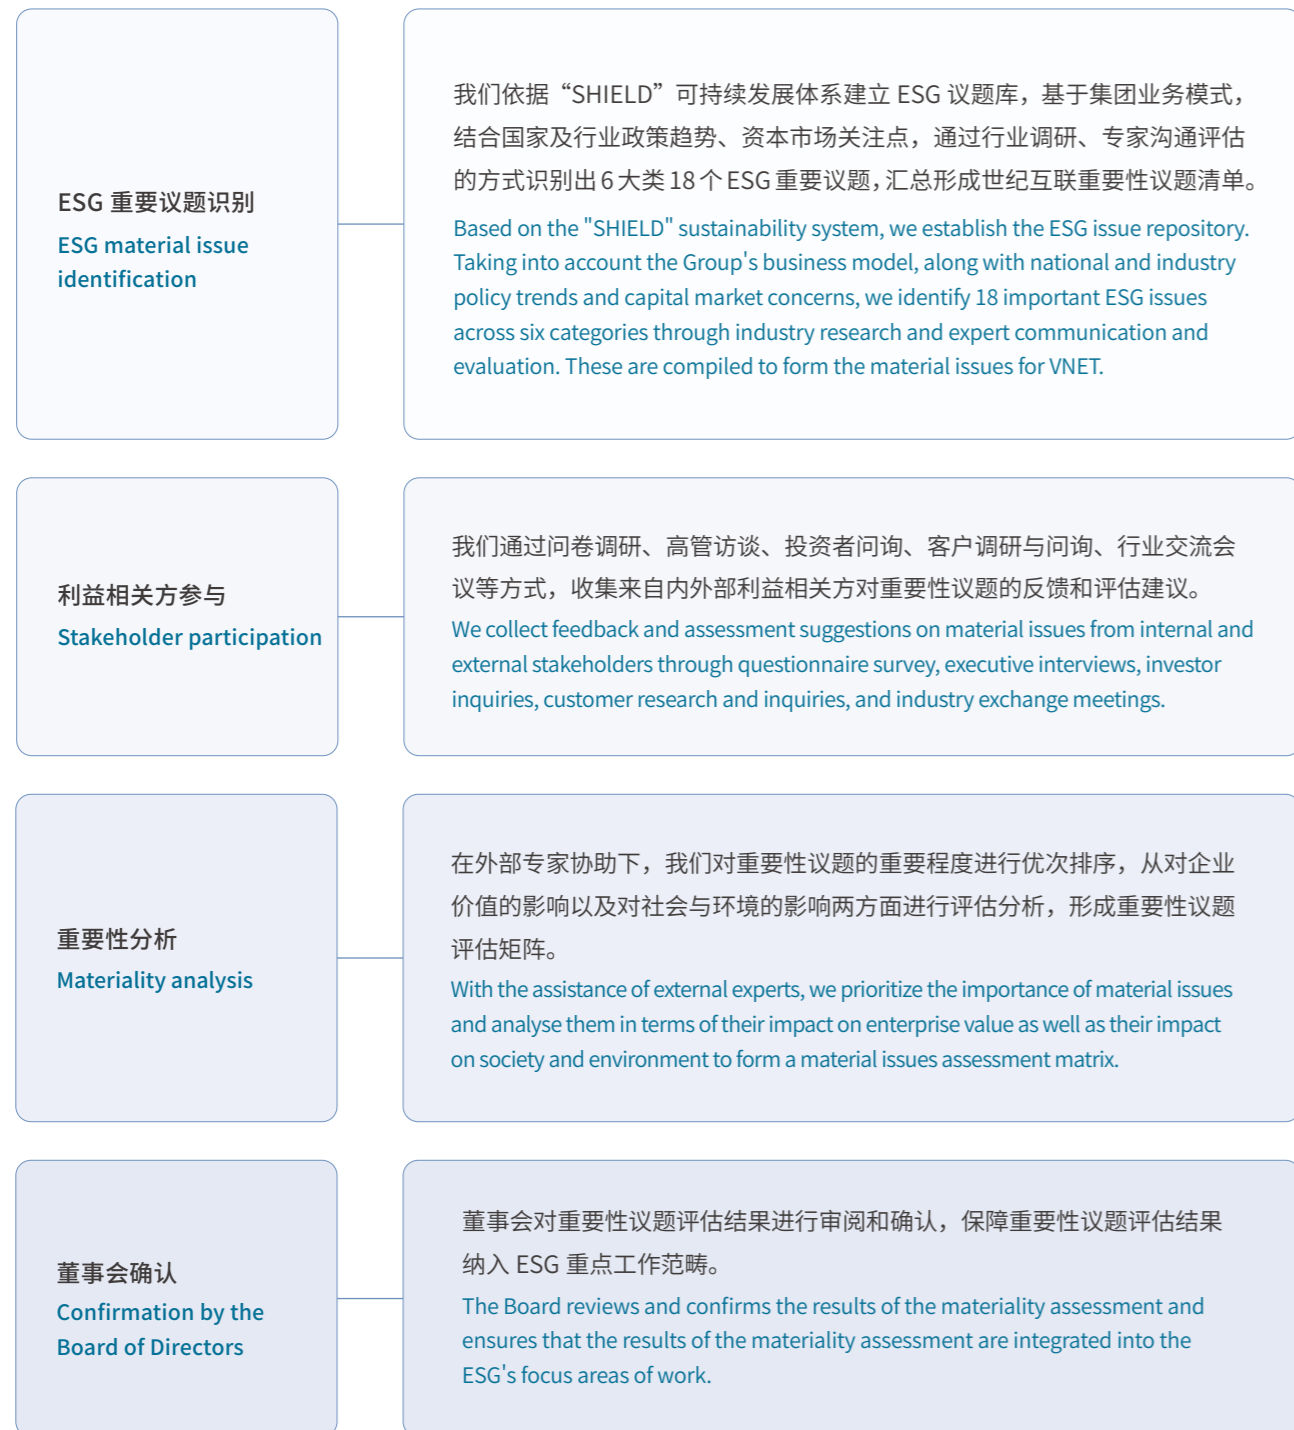 ESG 重要议题识别
ESG material issue
identification
我们依据“SHIELD”可持续发展体系建立 ESG 议题库，基于集团业务模式，
结合国家及行业政策趋势、资本市场关注点，通过行业调研、专家沟通评估
的方式识别出 6 大类 18 个 ESG 重要议题，汇总形成世纪互联重要性议题清单。
Based on the "SHIELD" sustainability system, we establish the ESG issue repository.
Taking into account the Group's business model, along with national and industry
policy trends and capital market concerns, we identify 18 important ESG issues
across six categories through industry research and expert communication and
evaluation. These are compiled to form the material issues for VNET.
利益相关方参与
Stakeholder participation
我们通过问卷调研、高管访谈、投资者问询、客户调研与问询、行业交流会
议等方式，收集来自内外部利益相关方对重要性议题的反馈和评估建议。
We collect feedback and assessment suggestions on material issues from internal and
external stakeholders through questionnaire survey, executive interviews, investor
inquiries, customer research and inquiries, and industry exchange meetings.
重要性分析
Materiality analysis
在外部专家协助下，我们对重要性议题的重要程度进行优次排序，从对企业
价值的影响以及对社会与环境的影响两方面进行评估分析，形成重要性议题
评估矩阵。
With the assistance of external experts, we prioritize the importance of material issues
and analyse them in terms of their impact on enterprise value as well as their impact
on society and environment to form a material issues assessment matrix.
董事会确认
Confirmation by the
Board of Directors
董事会对重要性议题评估结果进行审阅和确认，保障重要性议题评估结果
纳入 ESG 重点工作范畴。
The Board reviews and confirms the results of the materiality assessment and
ensures that the results of the materiality assessment are integrated into the
ESG's focus areas of work.